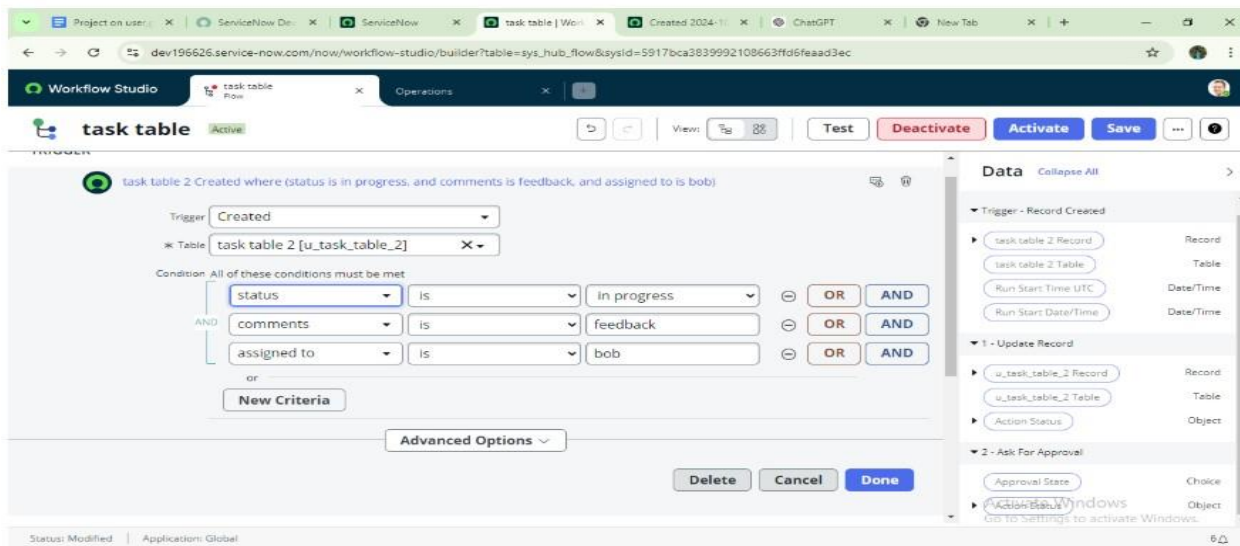 Project on user,
ServiceNow De
ServiceNow
task table | Work
Created 2024-1
ChatGPT
New Tab
dev196626.service-now.com/now/workflow-studio/builder?table=sys_hub_flow&sysId=5917bca3839992108663ffd6feaad3ec
Workflow Studio
task table
Flow
Operations
task table Active
View:
Test
Deactivate
Activate
Save
TRIGGER
task table 2 Created where (status is in progress, and comments is feedback, and assigned to is bob)
Trigger Created
* Table task table 2 [u_task_table_2]
Condition All of these conditions must be met
status is in progress OR AND
AND comments is feedback OR AND
assigned to is bob OR AND
or
New Criteria
Advanced Options
Delete Cancel Done
Data Collapse All
Trigger - Record Created
task table 2 Record Record
task table 2 Table Table
Run Start Time UTC Date/Time
Run Start Date/Time Date/Time
1 - Update Record
u_task_table_2 Record Record
u_task_table_2 Table Table
Action Status Object
2 - Ask For Approval
Approval State Choice
Action Status Object
Activate Windows
Go to Settings to activate Windows.
Status: Modified | Application: Global
6